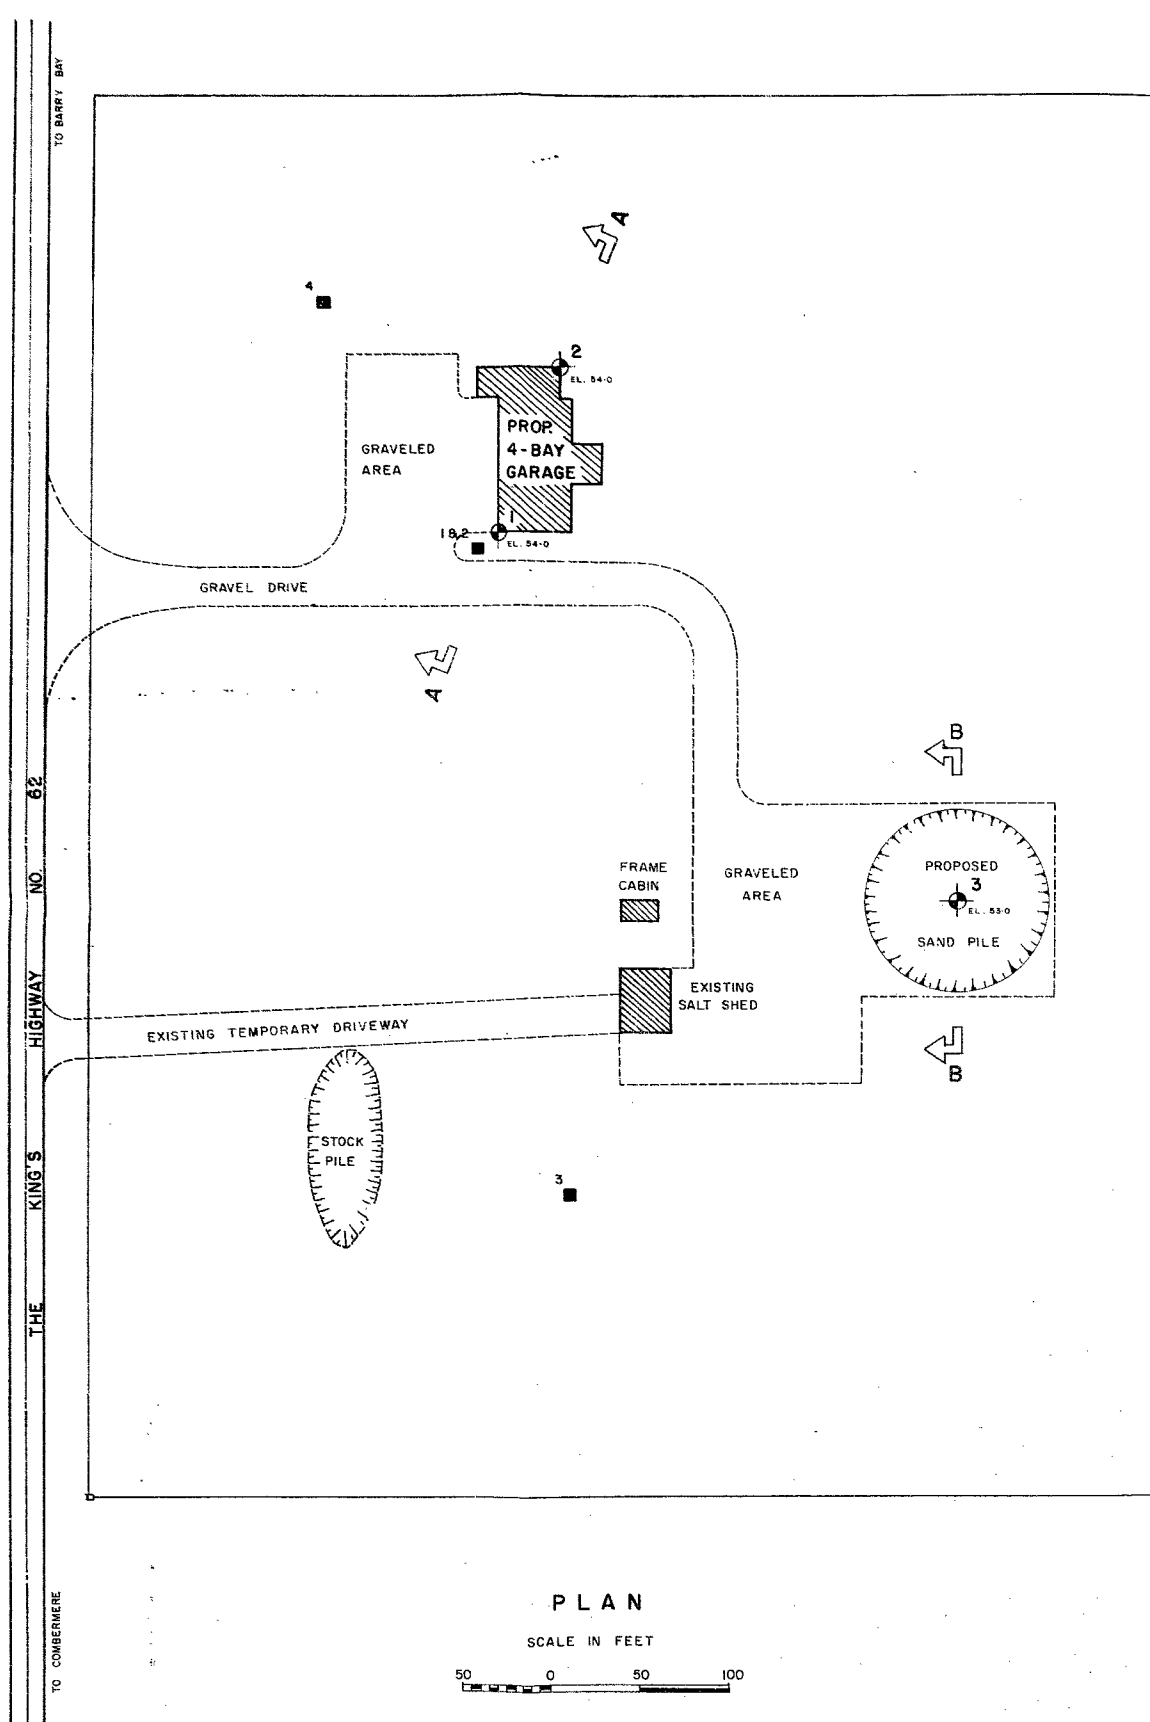 TO BARRY BAY
A
4
2
EL. 54·0
PROP.
4-BAY
GARAGE
GRAVELED
AREA
1
1 & 2
EL. 54·0
GRAVEL DRIVE
A
B
THE KING'S HIGHWAY NO. 62
FRAME
CABIN
GRAVELED
AREA
PROPOSED
3
EL. 53·0
SAND PILE
EXISTING
SALT SHED
EXISTING TEMPORARY DRIVEWAY
B
STOCK
PILE
3
TO COMBERMERE
PLAN
SCALE IN FEET
50 0 50 100